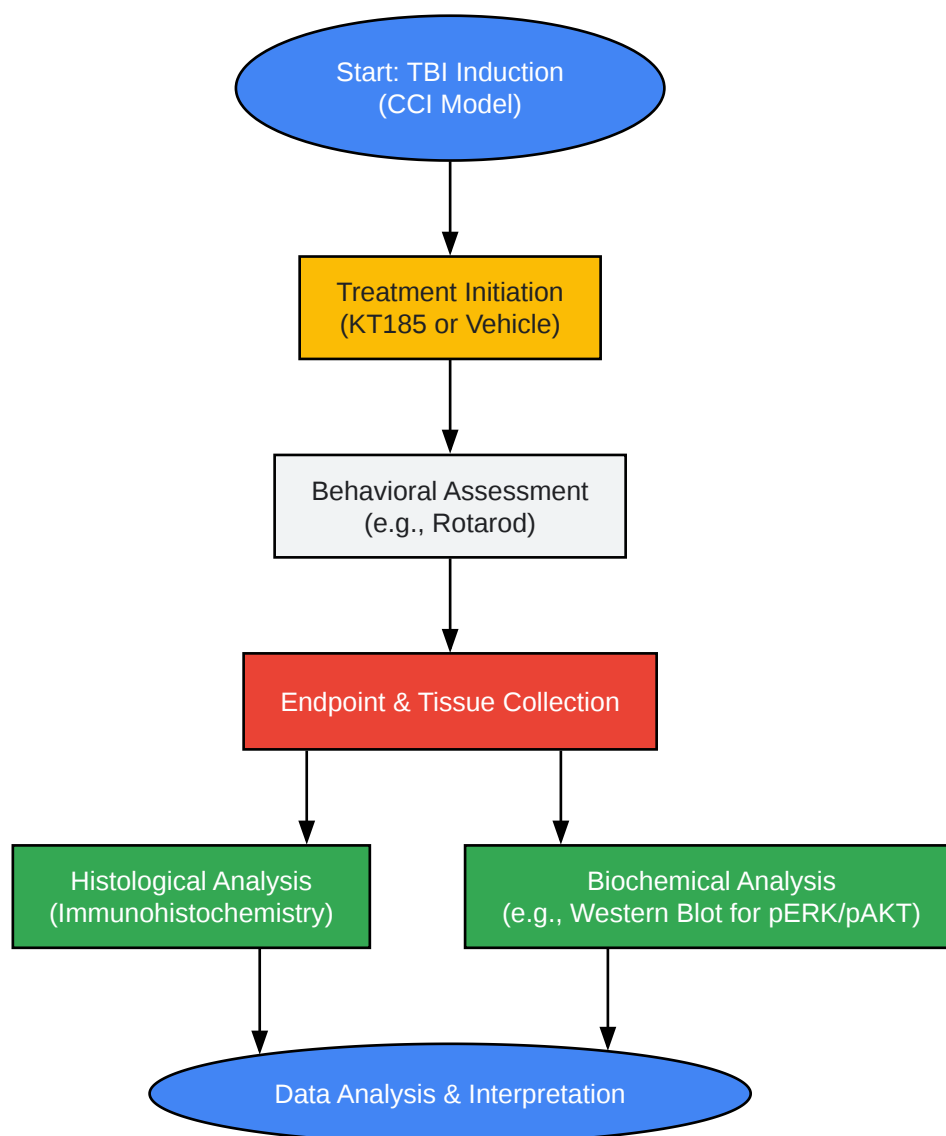 Start: TBI Induction
(CCI Model)
Treatment Initiation
(KT185 or Vehicle)
Behavioral Assessment
(e.g., Rotarod)
Endpoint & Tissue Collection
Histological Analysis
(Immunohistochemistry)
Biochemical Analysis
(e.g., Western Blot for pERK/pAKT)
Data Analysis & Interpretation